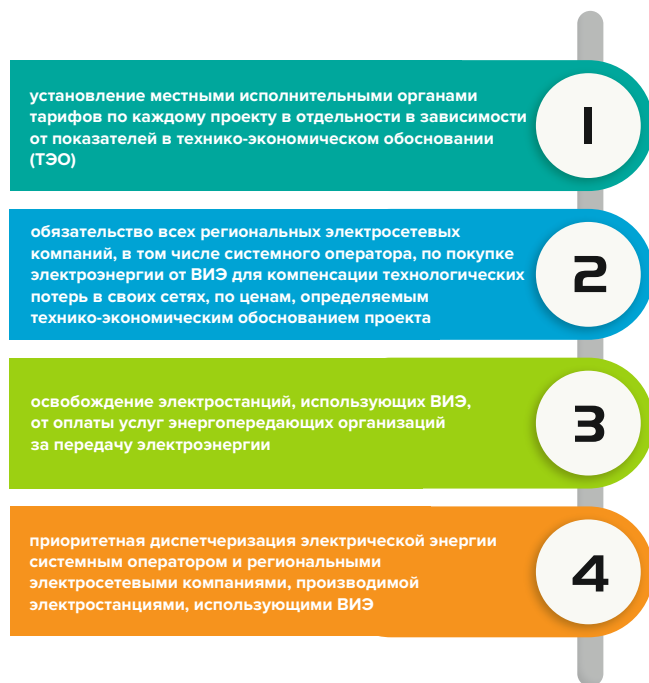 установление местными исполнительными органами
тарифов по каждому проекту в отдельности в зависимости
от показателей в технико-экономическом обосновании
(ТЭО)
1
обязательство всех региональных электросетевых
компаний, в том числе системного оператора, по покупке
электроэнергии от ВИЭ для компенсации технологических
потерь в своих сетях, по ценам, определяемым
технико-экономическим обоснованием проекта
2
освобождение электростанций, использующих ВИЭ,
от оплаты услуг энергопередающих организаций
за передачу электроэнергии
3
приоритетная диспетчеризация электрической энергии
системным оператором и региональными
электросетевыми компаниями, производимой
электростанциями, использующими ВИЭ
4